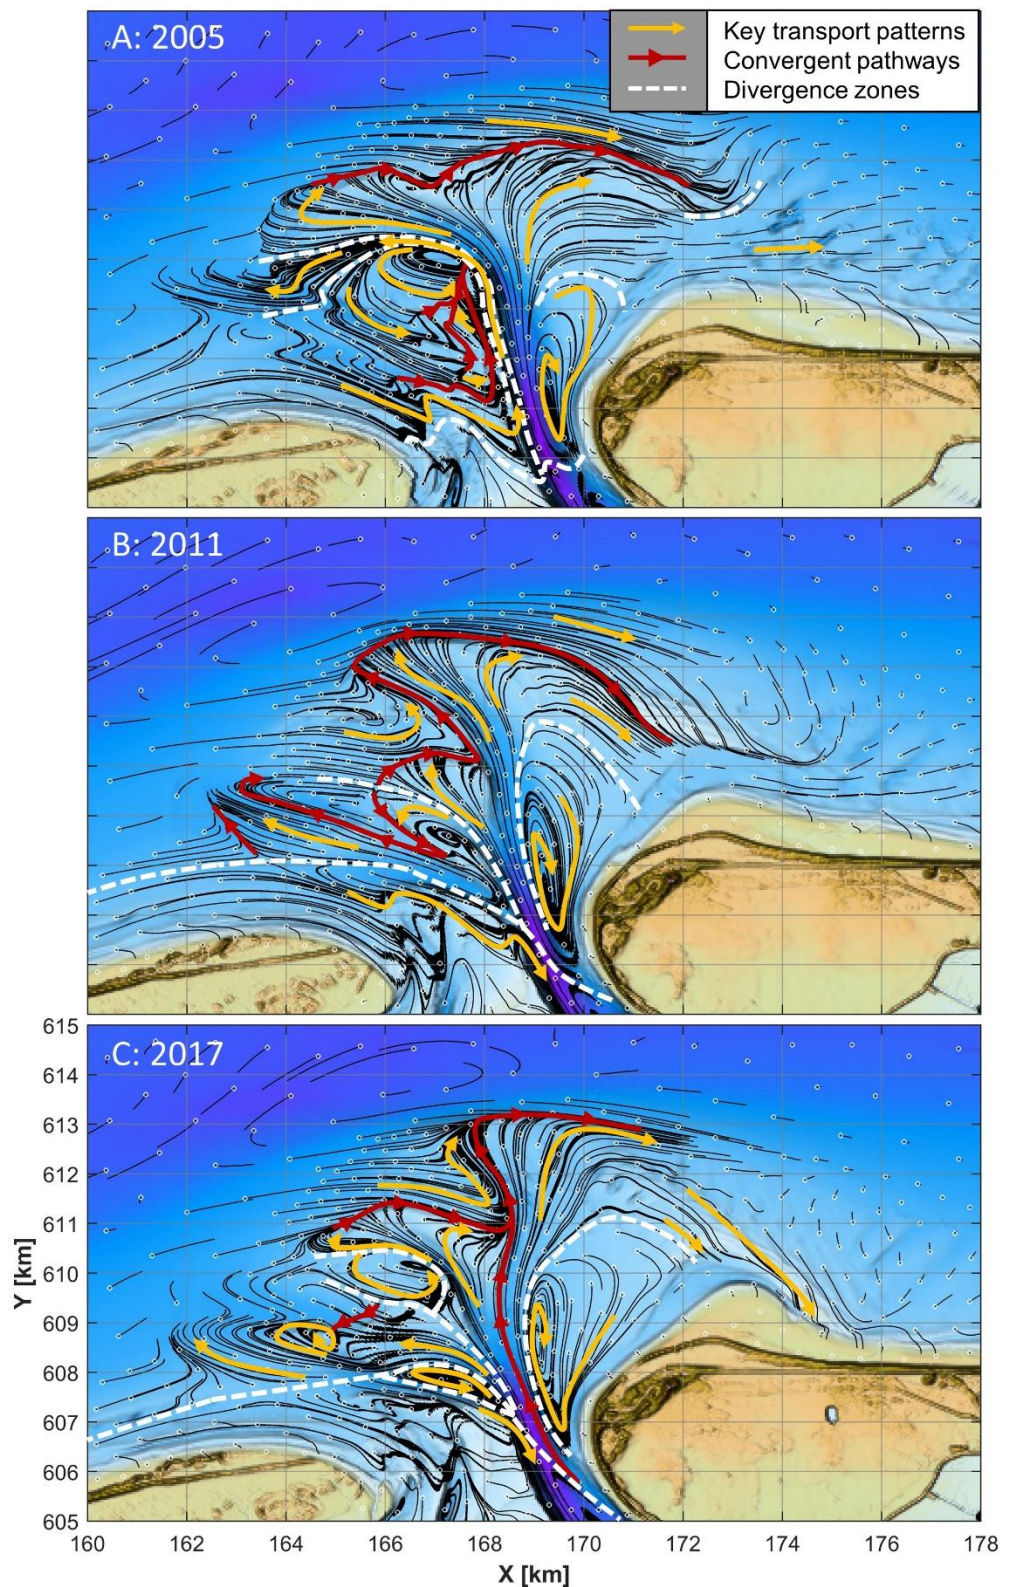 A: 2005
Key transport patterns
Convergent pathways
Divergence zones
B: 2011
C: 2017
615
614
613
612
611
610
609
608
607
606
605
Y [km]
160 162 164 166 168 170 172 174 176 178
X [km]